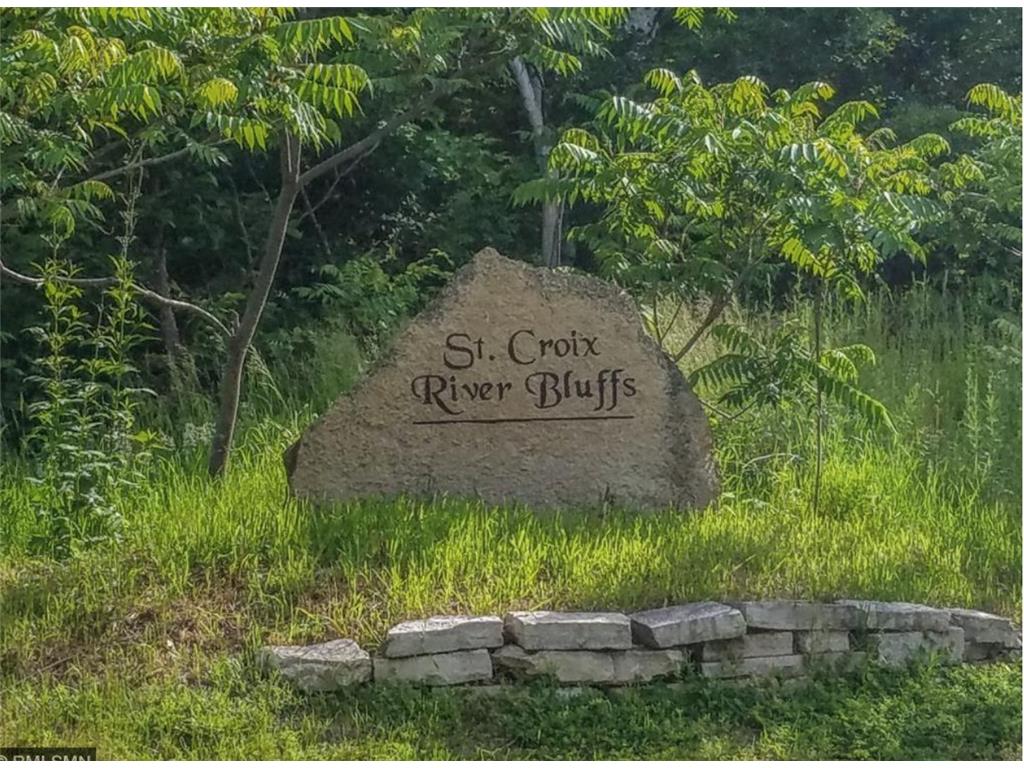 St. Croix
River Bluffs
© RMLSMN